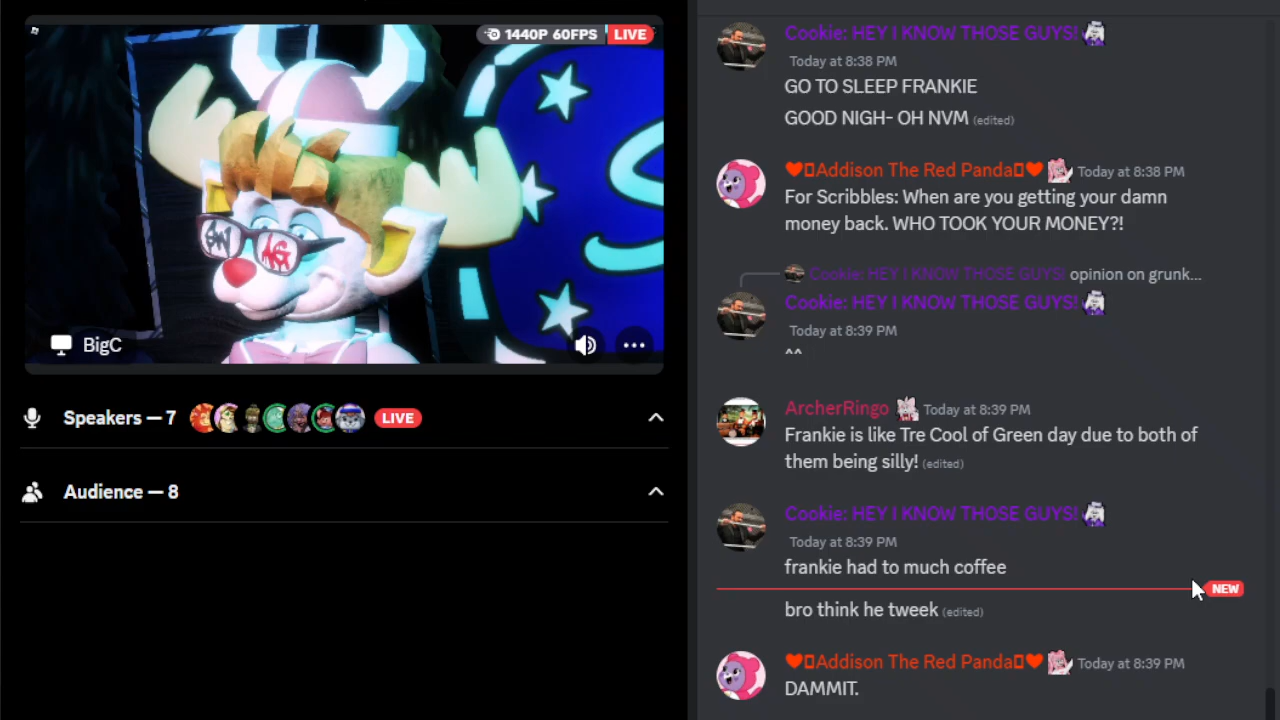 1440P 60FPS LIVE
BigC
Speakers — 7
LIVE
Audience — 8
Cookie: HEY I KNOW THOSE GUYS!
Today at 8:38 PM
GO TO SLEEP FRANKIE
GOOD NIGH- OH NVM (edited)
Addison The Red Panda Today at 8:38 PM
For Scribbles: When are you getting your damn
money back. WHO TOOK YOUR MONEY?!
Cookie: HEY I KNOW THOSE GUYS! opinion on grunk...
Cookie: HEY I KNOW THOSE GUYS!
Today at 8:39 PM
^^
ArcherRingo Today at 8:39 PM
Frankie is like Tre Cool of Green day due to both of
them being silly! (edited)
Cookie: HEY I KNOW THOSE GUYS!
Today at 8:39 PM
frankie had to much coffee
NEW
bro think he tweek (edited)
Addison The Red Panda Today at 8:39 PM
DAMMIT.